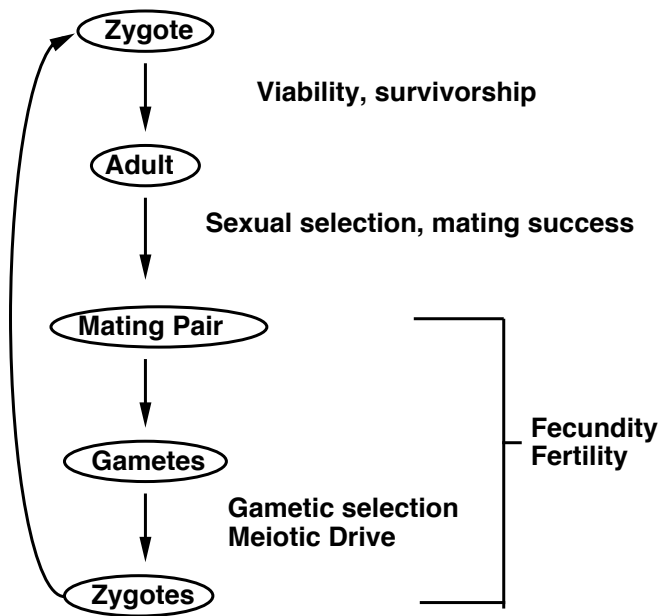 Zygote
Viability, survivorship
Adult
Sexual selection, mating success
Mating Pair
Fecundity
Fertility
Gametes
Gametic selection
Meiotic Drive
Zygotes